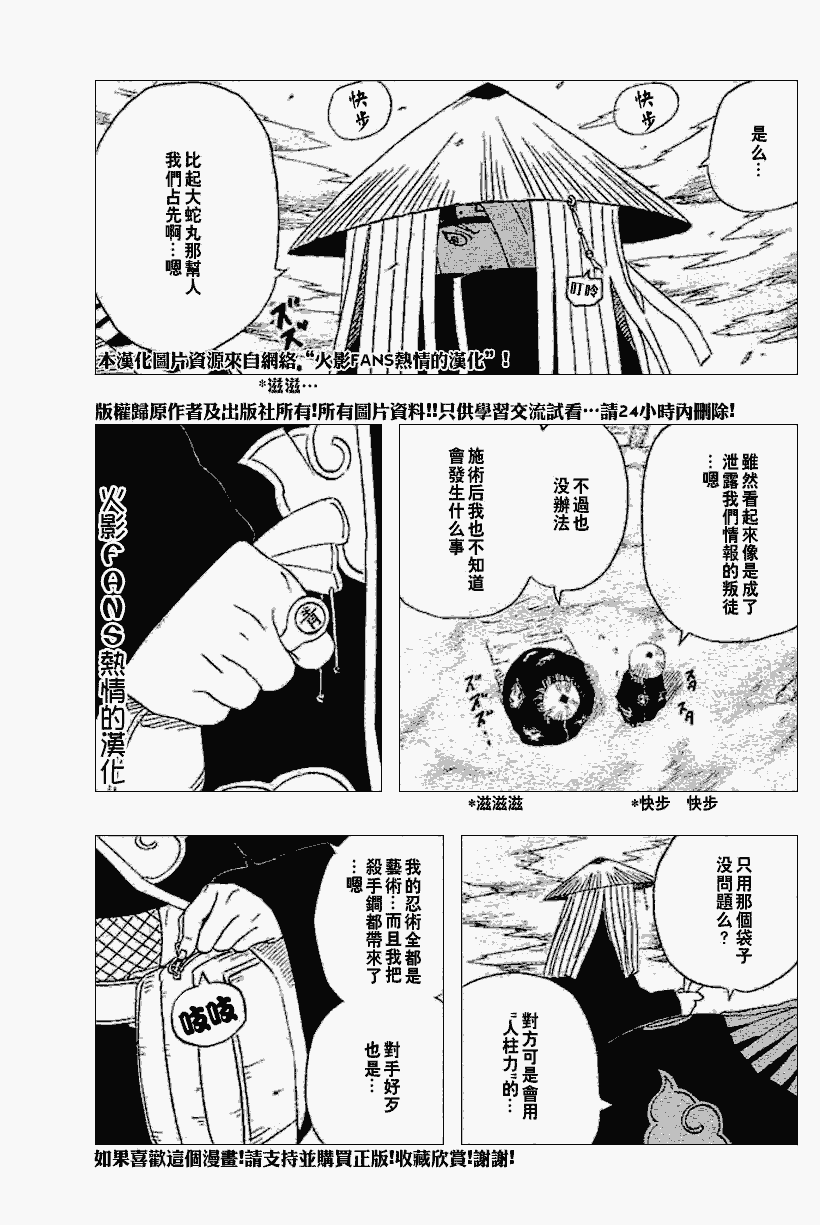 是么…
快
步
快
步
叮呤
比起大蛇丸那幫人
我們占先啊…嗯
ズ
ズ
本漢化圖片資源來自網絡“火影FANS熱情的漢化”!
*滋滋…
版權歸原作者及出版社所有!所有圖片資料!!只供學習交流試看…請24小時內刪除!
雖然看起來像是成了
泄露我們情報的叛徒
…嗯
不過也
没辦法
施術后我也不知道
會發生什么事
スタ
スタ
ズズズ…
*滋滋滋
*快步 快步
火影FANS熱情的漢化
只用那個袋子
没問題么?
對方可是會用
"人柱力"的…
我的忍術全都是
藝術…而且我把
殺手鐧都帶來了
…嗯
對手好歹
也是…
吱吱
如果喜歡這個漫畫!請支持並購買正版!收藏欣賞!謝謝!